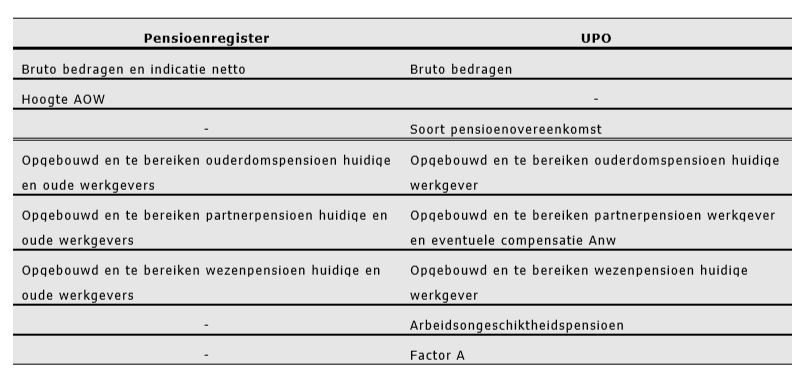 Pensioenregister UPO
Bruto bedragen en indicatie netto Bruto bedragen
Hoogte AOW -
- Soort pensioenovereenkomst
Opgebouwd en te bereiken ouderdomspensioen huidige Opgebouwd en te bereiken ouderdomspensioen huidige
en oude werkgevers werkgever
Opgebouwd en te bereiken partnerpensioen huidige en Opgebouwd en te bereiken partnerpensioen werkgever
oude werkgevers en eventuele compensatie Anw
Opgebouwd en te bereiken wezenpensioen huidige en Opgebouwd en te bereiken wezenpensioen huidige
oude werkgevers werkgever
- Arbeidsongeschiktheidspensioen
- Factor A